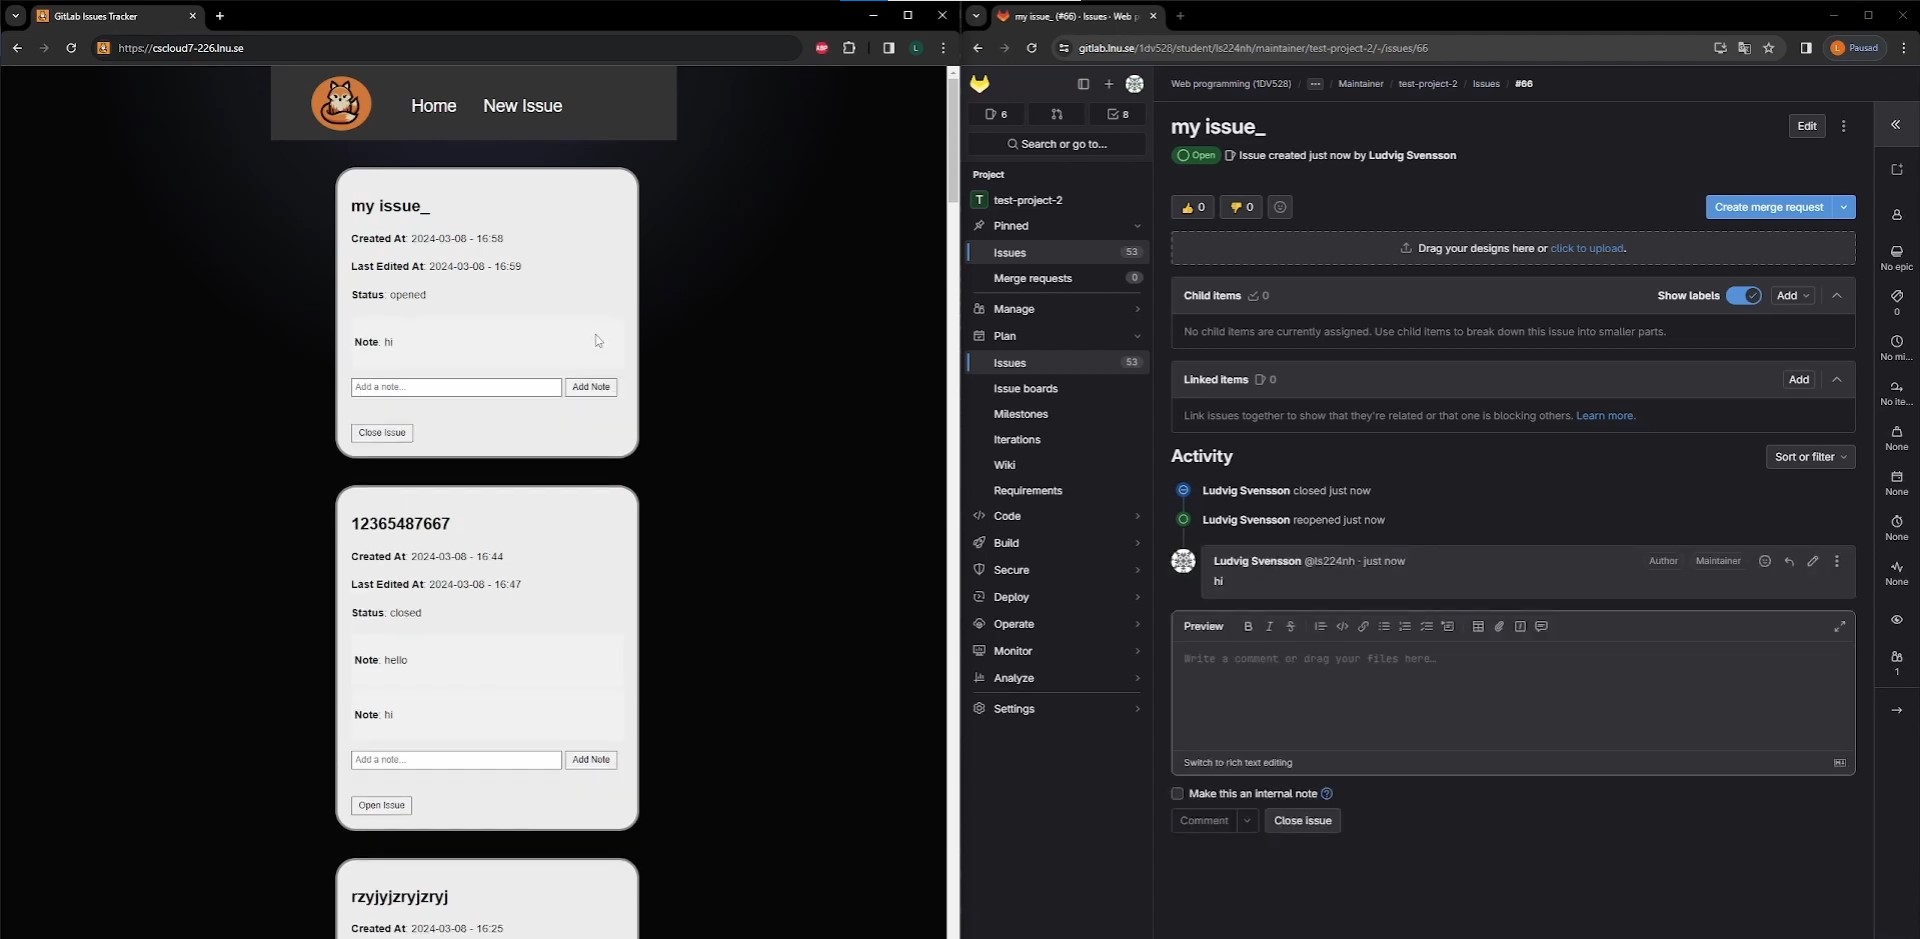 GitLab Issues Tracker
https://cscloud7-226.lnu.se
ABP
L
Home
New Issue
my issue_
Created At: 2024-03-08 - 16:58
Last Edited At: 2024-03-08 - 16:59
Status: opened
Note: hi
Add a note...
Add Note
Close Issue
12365487667
Created At: 2024-03-08 - 16:44
Last Edited At: 2024-03-08 - 16:47
Status: closed
Note: hello
Note: hi
Add a note...
Add Note
Open Issue
rzyjyjzryjzryj
Created At: 2024-03-08 - 16:25
my issue_ (#66) · Issues · Web p
gitlab.lnu.se/1dv528/student/ls224nh/maintainer/test-project-2/-/issues/66
L Pausad
6
8
Search or go to...
Project
T test-project-2
Pinned
Issues 53
Merge requests 0
Manage
Plan
Issues 53
Issue boards
Milestones
Iterations
Wiki
Requirements
Code
Build
Secure
Deploy
Operate
Monitor
Analyze
Settings
Web programming (1DV528) / ... / Maintainer / test-project-2 / Issues / #66
my issue_
Edit
Open Issue created just now by Ludvig Svensson
0
0
Create merge request
Drag your designs here or click to upload.
Child items 0
Show labels
Add
No child items are currently assigned. Use child items to break down this issue into smaller parts.
Linked items 0
Add
Link issues together to show that they're related or that one is blocking others. Learn more.
Activity
Sort or filter
Ludvig Svensson closed just now
Ludvig Svensson reopened just now
Ludvig Svensson @ls224nh · just now
Author
Maintainer
hi
Preview
B I S
Write a comment or drag your files here…
Switch to rich text editing
Make this an internal note
Comment
Close issue
No epic
0
No mi...
No ite...
None
None
None
None
1